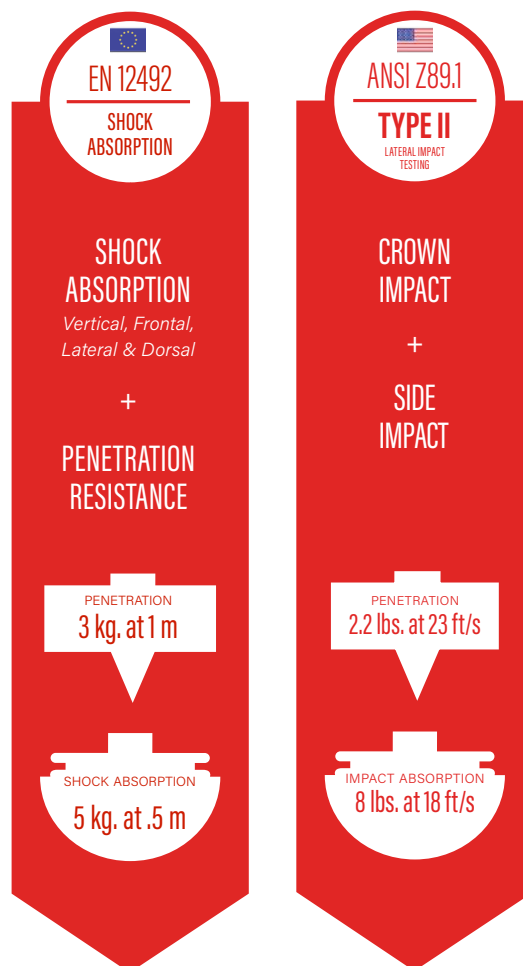 EN 12492
SHOCK
ABSORPTION
SHOCK
ABSORPTION
Vertical, Frontal,
Lateral & Dorsal
+
PENETRATION
RESISTANCE
PENETRATION
3 kg. at 1 m
SHOCK ABSORPTION
5 kg. at .5 m
ANSI Z89.1
TYPE II
LATERAL IMPACT
TESTING
CROWN
IMPACT
+
SIDE
IMPACT
PENETRATION
2.2 lbs. at 23 ft/s
IMPACT ABSORPTION
8 lbs. at 18 ft/s